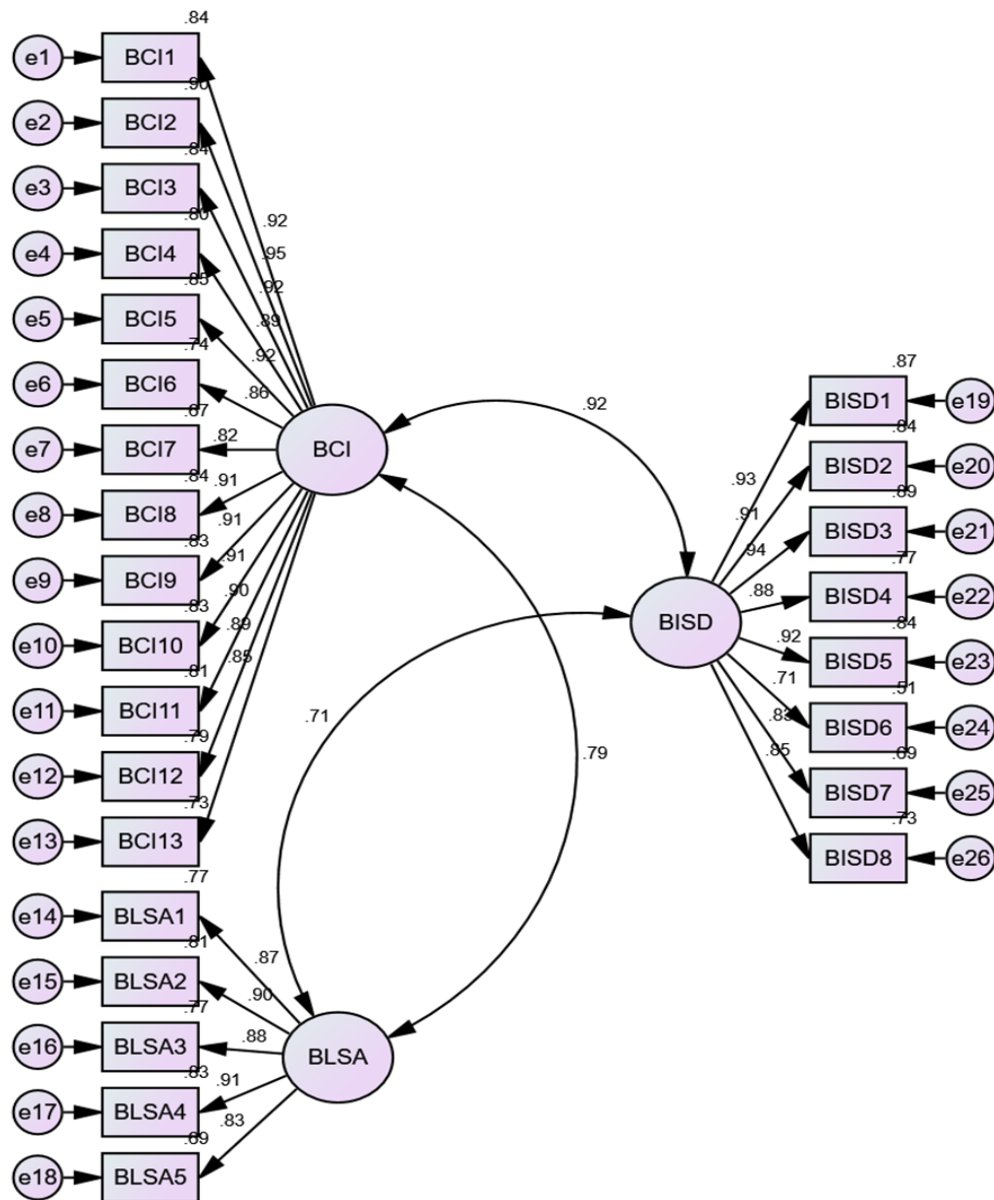 .84
e1 BCI1
.90
e2 BCI2
.84
e3 BCI3
.80
e4 BCI4
.85
e5 BCI5
.74
e6 BCI6
.67
e7 BCI7
.84
e8 BCI8
.83
e9 BCI9
.83
e10 BCI10
.81
e11 BCI11
.79
e12 BCI12
.73
e13 BCI13
.77
e14 BLSA1
.81
e15 BLSA2
.77
e16 BLSA3
.83
e17 BLSA4
.69
e18 BLSA5
.92
.95
.92
.89
.92
.86
.82
.91
.91
.91
.90
.89
.85
BCI
.87
.90
.88
.91
.83
BLSA
.92
.71
.79
BISD
.93
.91
.94
.88
.92
.71
.83
.85
.87
BISD1 e19
.84
BISD2 e20
.89
BISD3 e21
.77
BISD4 e22
.84
BISD5 e23
.51
BISD6 e24
.69
BISD7 e25
.73
BISD8 e26